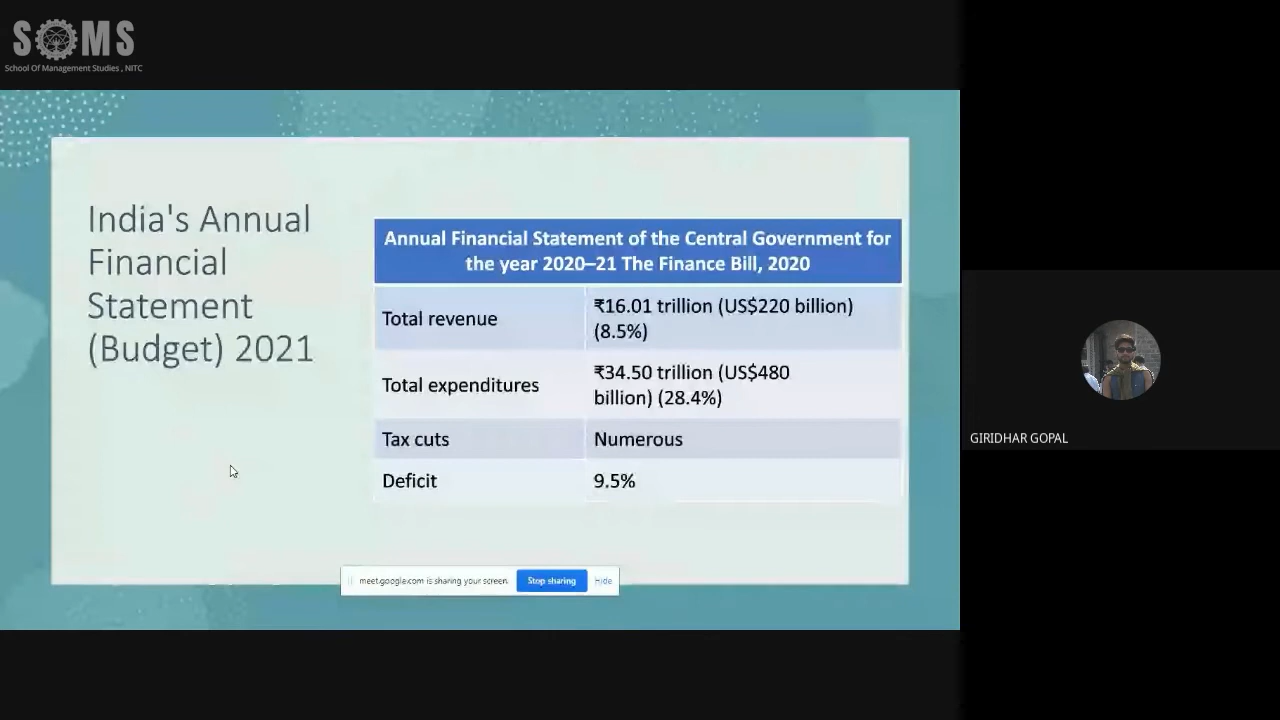 SOMS
School Of Management Studies , NITC
India's Annual
Financial
Statement
(Budget) 2021
Annual Financial Statement of the Central Government for
the year 2020–21 The Finance Bill, 2020
Total revenue
₹16.01 trillion (US$220 billion)
(8.5%)
Total expenditures
₹34.50 trillion (US$480
billion) (28.4%)
Tax cuts
Numerous
Deficit
9.5%
meet.google.com is sharing your screen.
Stop sharing
Hide
GIRIDHAR GOPAL